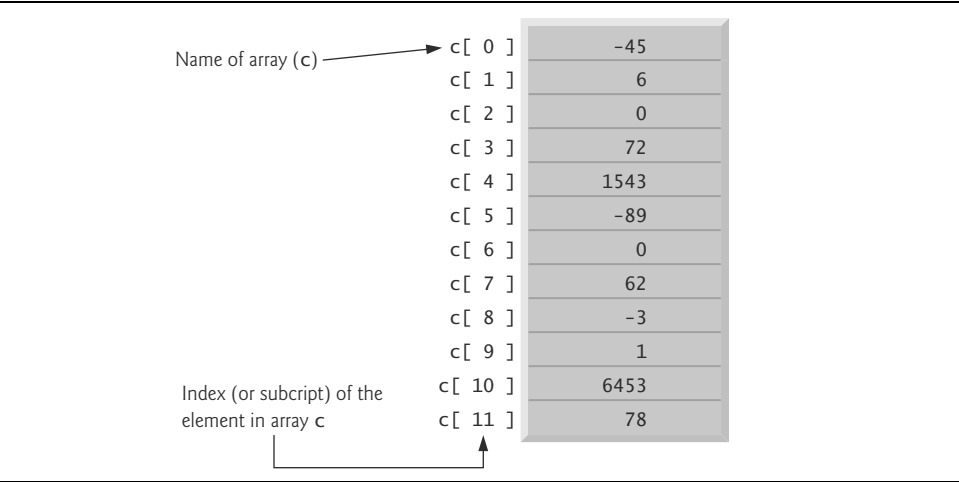 Name of array (c)
c[ 0 ] -45
c[ 1 ] 6
c[ 2 ] 0
c[ 3 ] 72
c[ 4 ] 1543
c[ 5 ] -89
c[ 6 ] 0
c[ 7 ] 62
c[ 8 ] -3
c[ 9 ] 1
c[ 10 ] 6453
c[ 11 ] 78
Index (or subcript) of the
element in array c